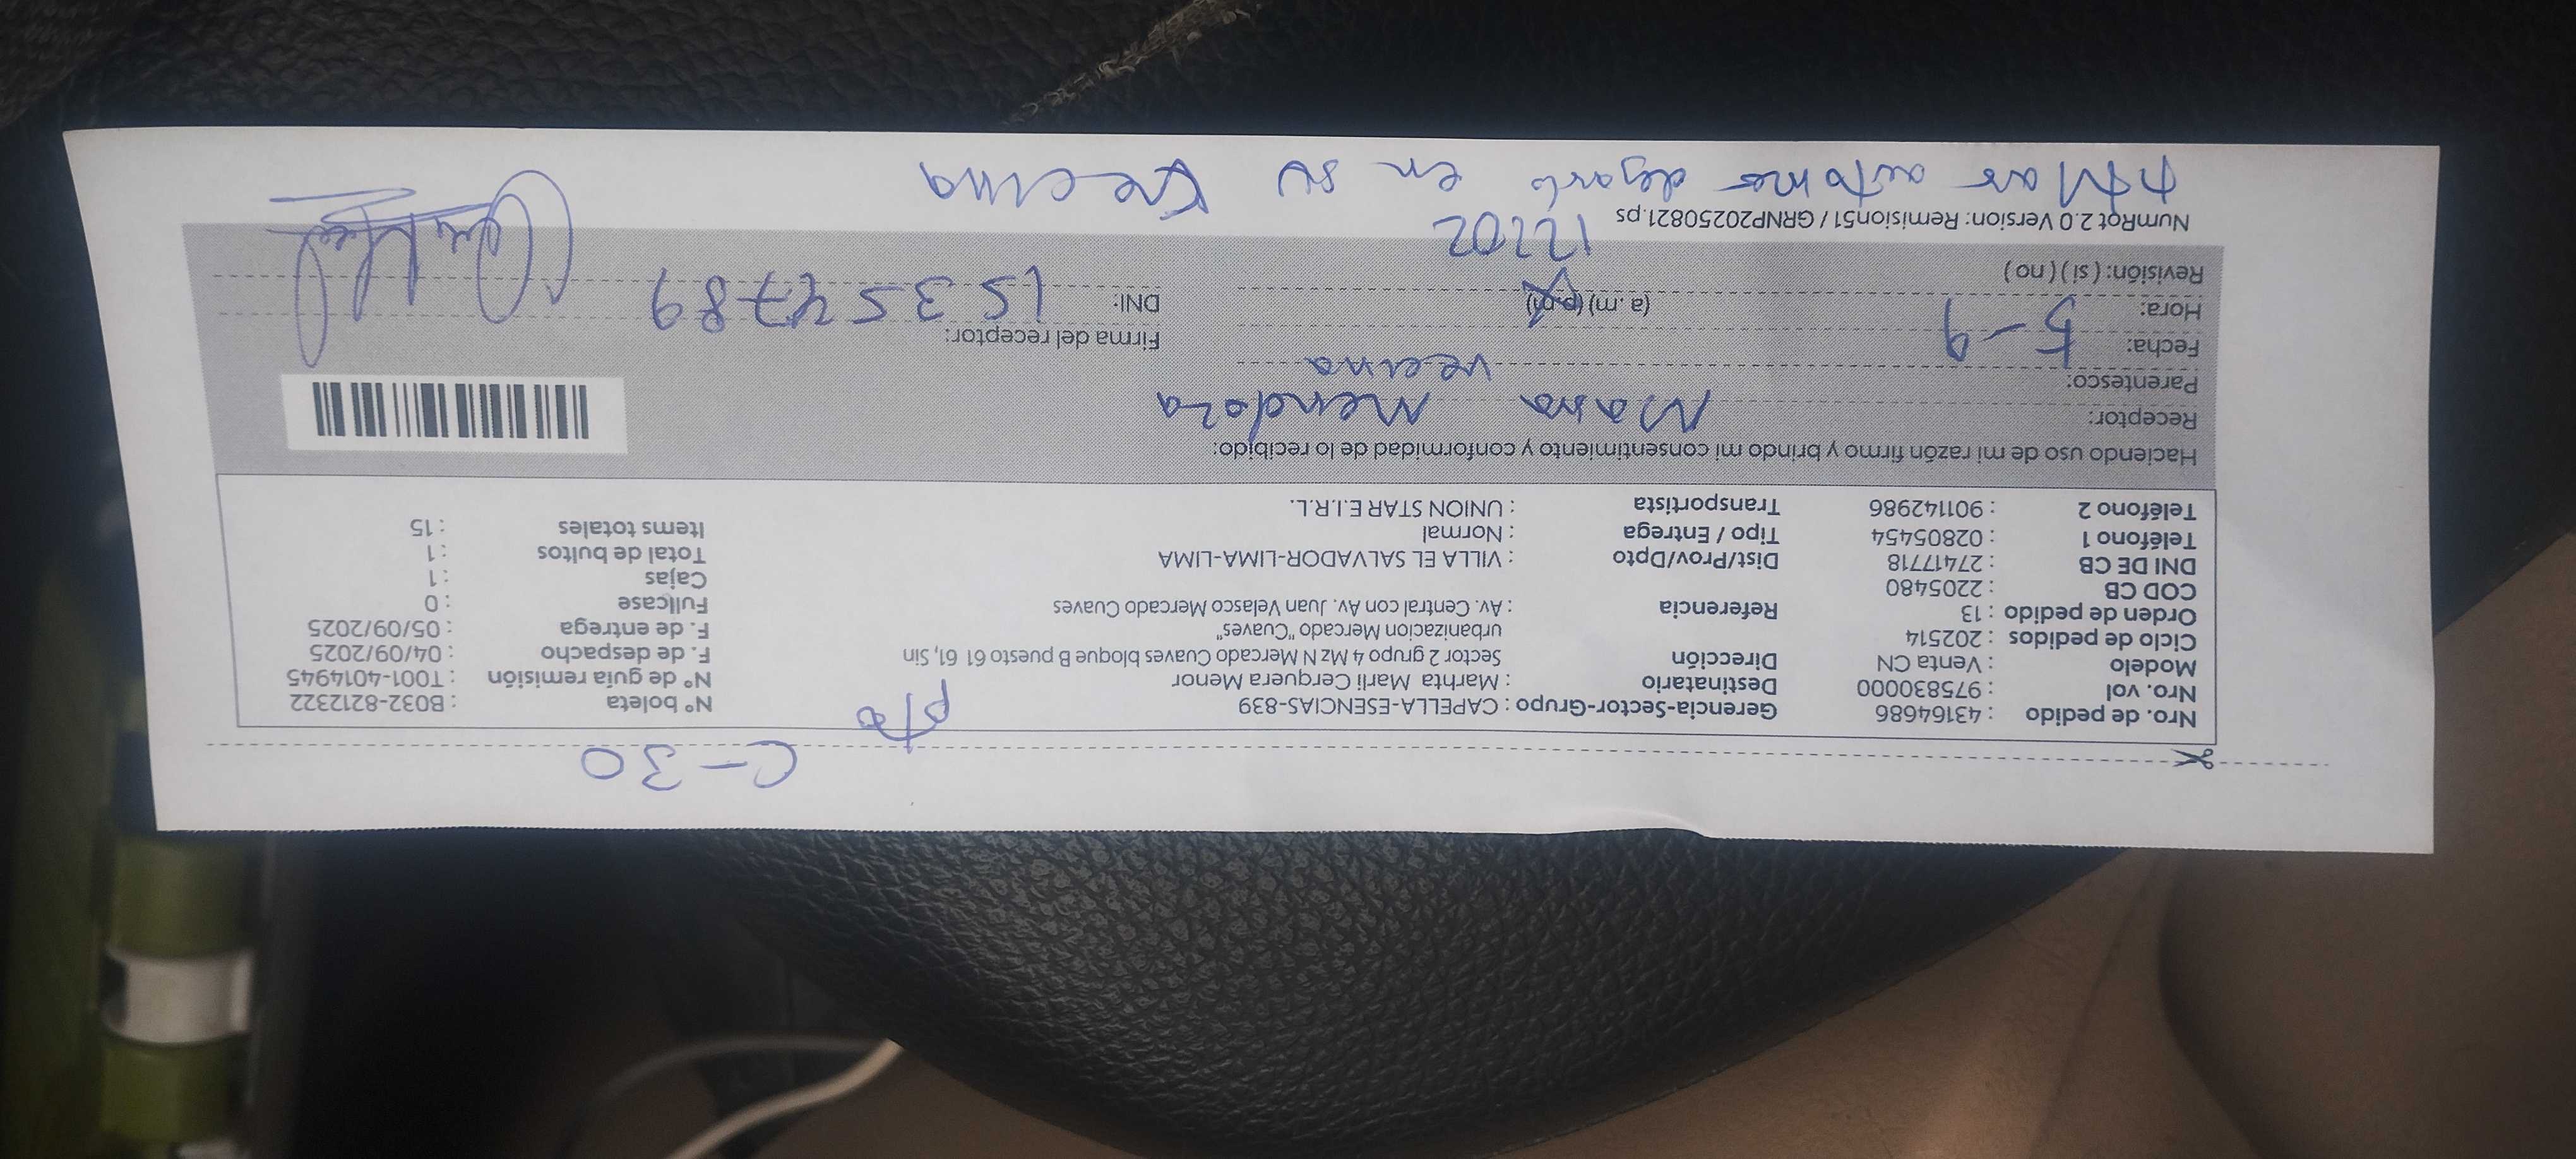 C-30
pto
Nro. de pedido : 43164686
Nro. vol : 975830000
Modelo : Venta CN
Ciclo de pedidos : 202514
Orden de pedido : 13
COD CB : 2205480
DNI DE CB : 27417718
Teléfono 1 : 02805454
Teléfono 2 : 901142986
Gerencia-Sector-Grupo : CAPELLA-ESENCIAS-839
Destinatario : Marhta Marli Cerquera Menor
Dirección Sector 2 grupo 4 Mz N Mercado Cuaves bloque B puesto 61 61, Sin
urbanizacion Mercado "Cuaves"
Referencia : Av. Central con Av. Juan Velasco Mercado Cuaves
Dist/Prov/Dpto : VILLA EL SALVADOR-LIMA-LIMA
Tipo / Entrega : Normal
Transportista : UNION STAR E.I.R.L.
N° boleta : B032-8212322
N° de guía remisión : T001-4014945
F. de despacho : 04/09/2025
F. de entrega : 05/09/2025
Fullcase : 0
Cajas : 1
Total de bultos : 1
Items totales : 15
Haciendo uso de mi razón firmo y brindo mi consentimiento y conformidad de lo recibido:
Receptor: Mendoza
Parentesco: vecina
Fecha: 5-9
Hora: (a. m) (p.m)
Revisión: ( si ) ( no )
Firma del receptor:
DNI: 15354789
12202
NumRot 2.0 Version: Remision51 / GRNP20250821.ps
dejarlo en su vecina